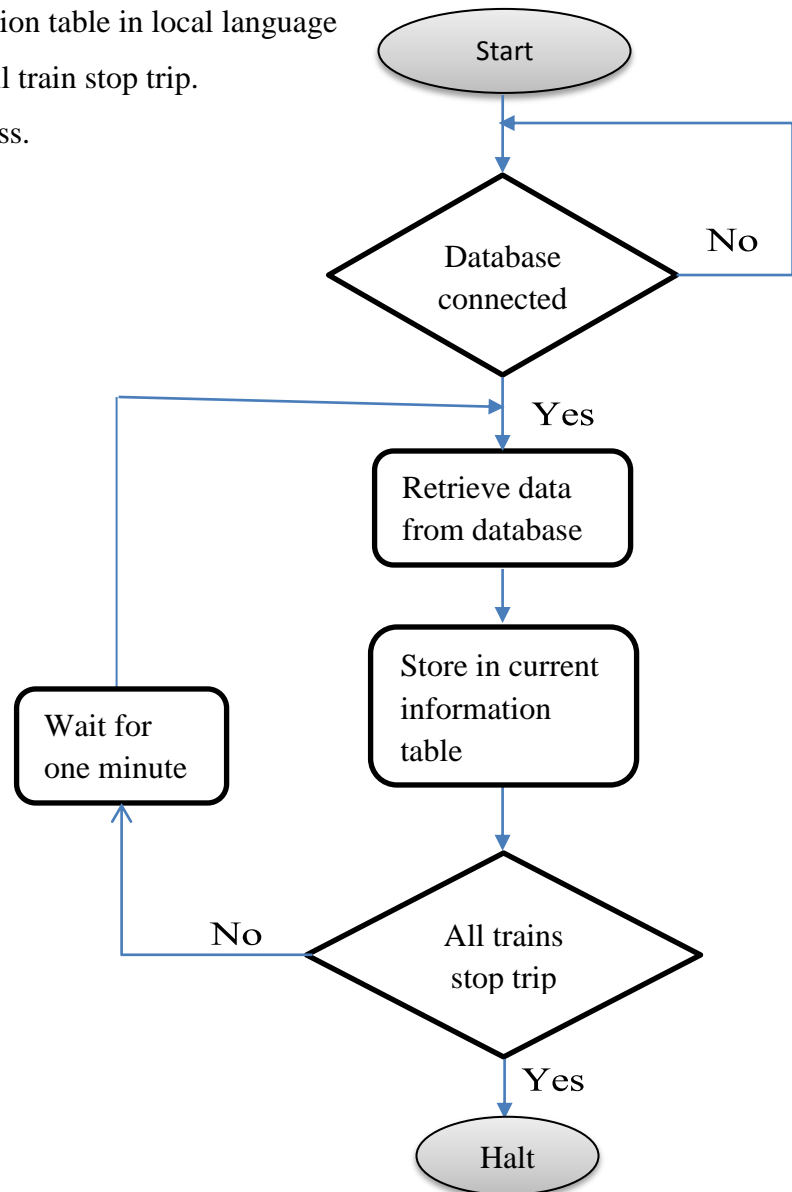 ion table in local language
l train stop trip.
ss.
Start
No
Database
connected
Yes
Retrieve data
from database
Store in current
information
table
Wait for
one minute
No
All trains
stop trip
Yes
Halt